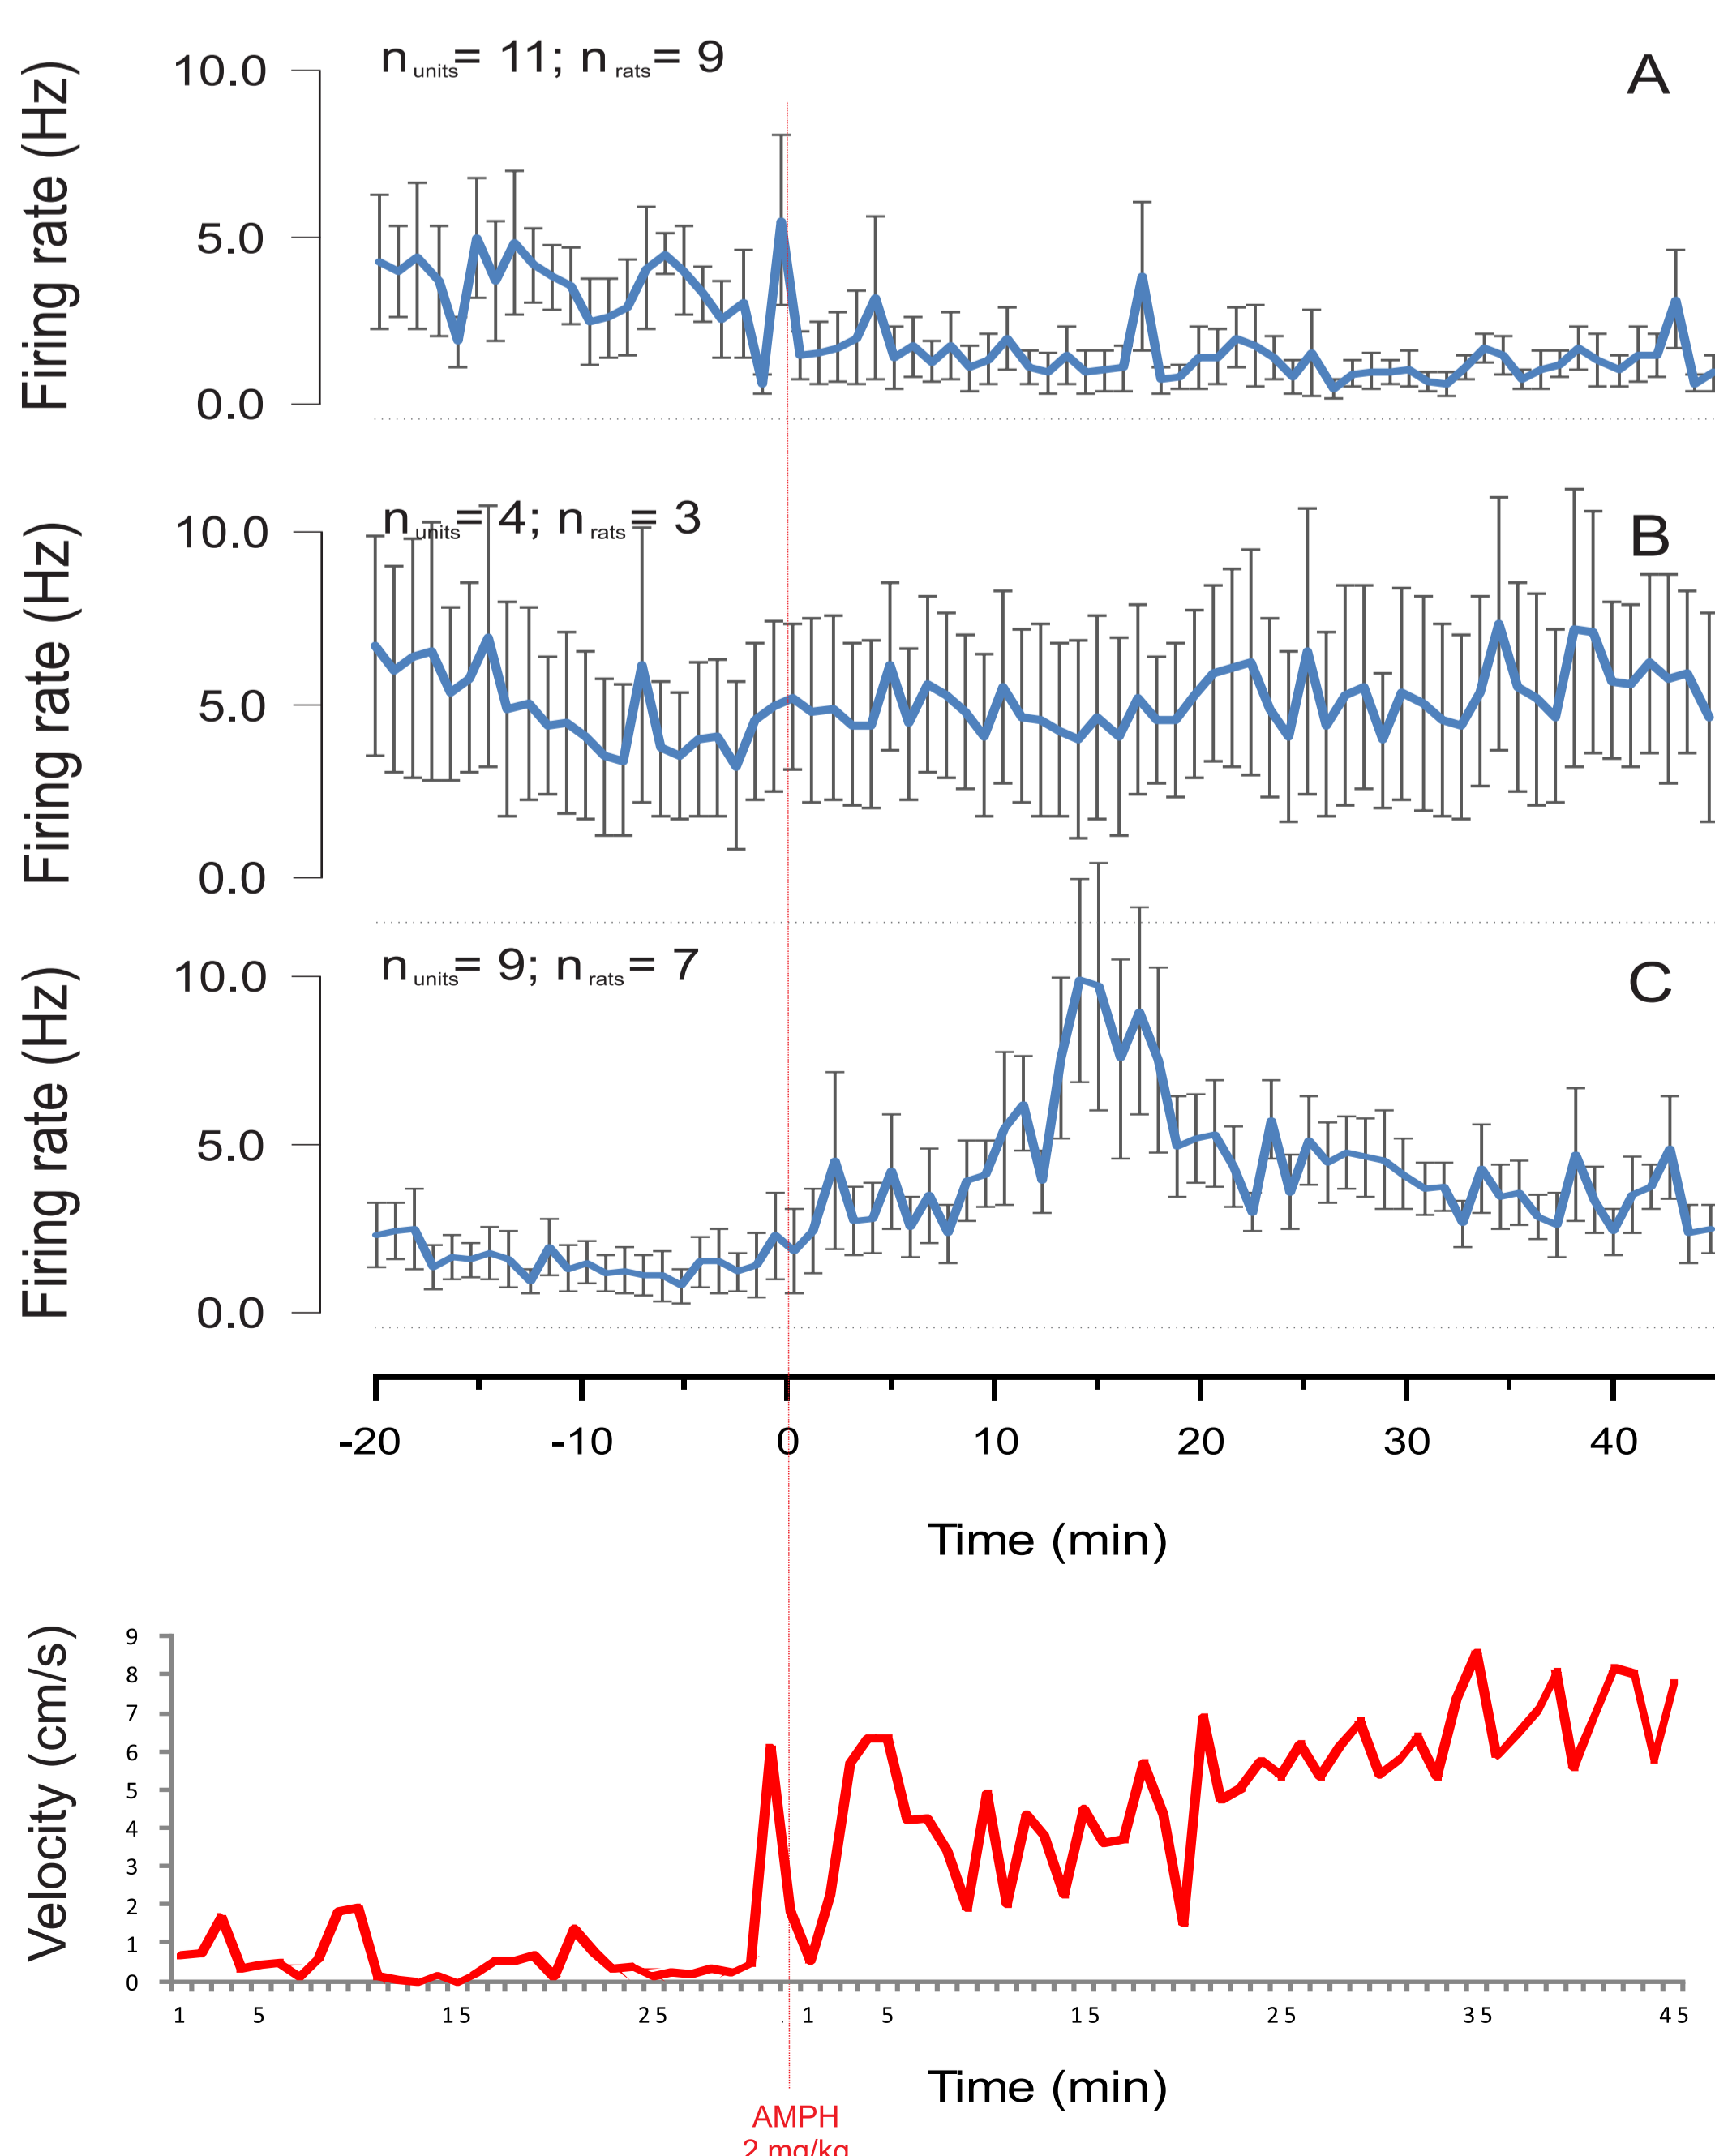 n units = 11; n rats = 9
A
Firing rate (Hz)
10.0
5.0
0.0
n units = 4; n rats = 3
B
Firing rate (Hz)
10.0
5.0
0.0
n units = 9; n rats = 7
C
Firing rate (Hz)
10.0
5.0
0.0
-20 -10 0 10 20 30 40
Time (min)
Velocity (cm/s)
9
8
7
6
5
4
3
2
1
0
1 5 15 25 1 5 15 25 35 45
Time (min)
AMPH
2 mg/kg